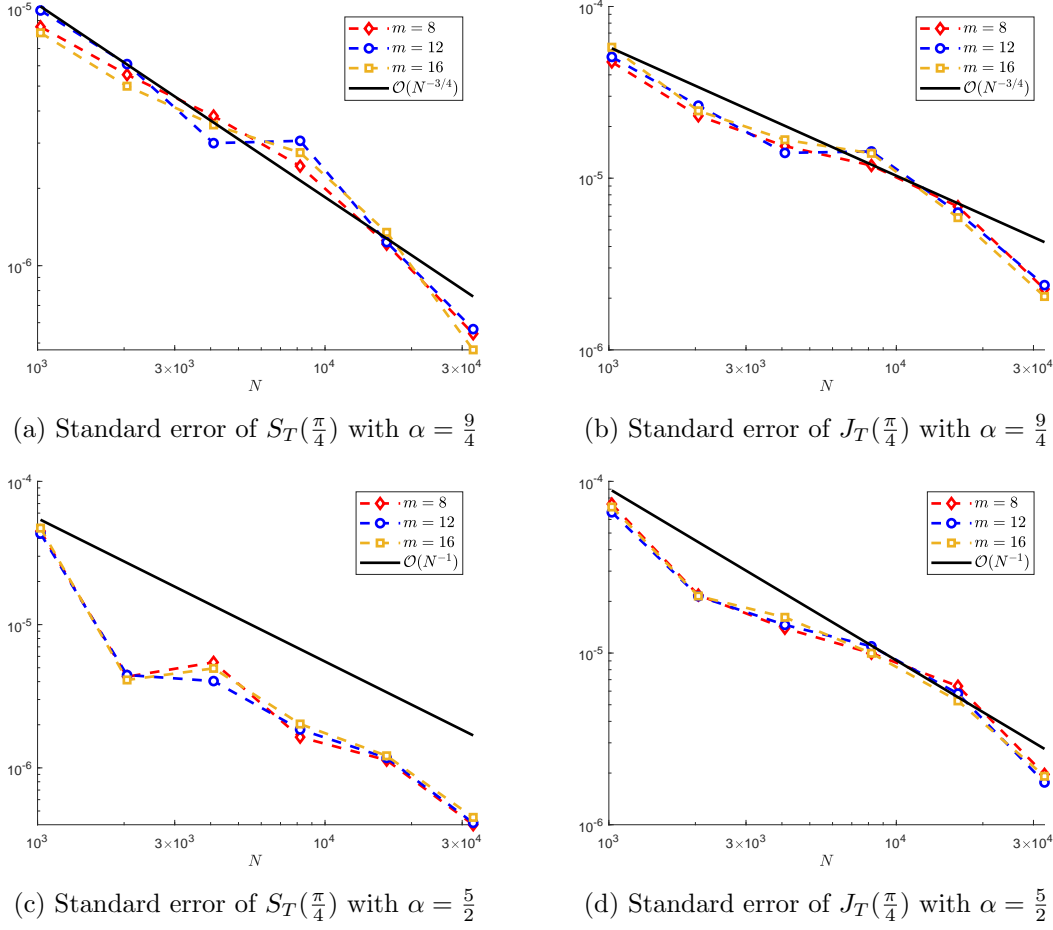 10^{-5}
10^{-6}
10^3
3×10^3
10^4
3×10^4
N
m = 8
m = 12
m = 16
𝒪(N^{-3/4})
(a) Standard error of S_T(π/4) with α = 9/4
10^{-4}
10^{-5}
10^{-6}
10^3
3×10^3
10^4
3×10^4
N
m = 8
m = 12
m = 16
𝒪(N^{-3/4})
(b) Standard error of J_T(π/4) with α = 9/4
10^{-4}
10^{-5}
10^{-6}
10^3
3×10^3
10^4
3×10^4
N
m = 8
m = 12
m = 16
𝒪(N^{-1})
(c) Standard error of S_T(π/4) with α = 5/2
10^{-4}
10^{-5}
10^{-6}
10^3
3×10^3
10^4
3×10^4
N
m = 8
m = 12
m = 16
𝒪(N^{-1})
(d) Standard error of J_T(π/4) with α = 5/2